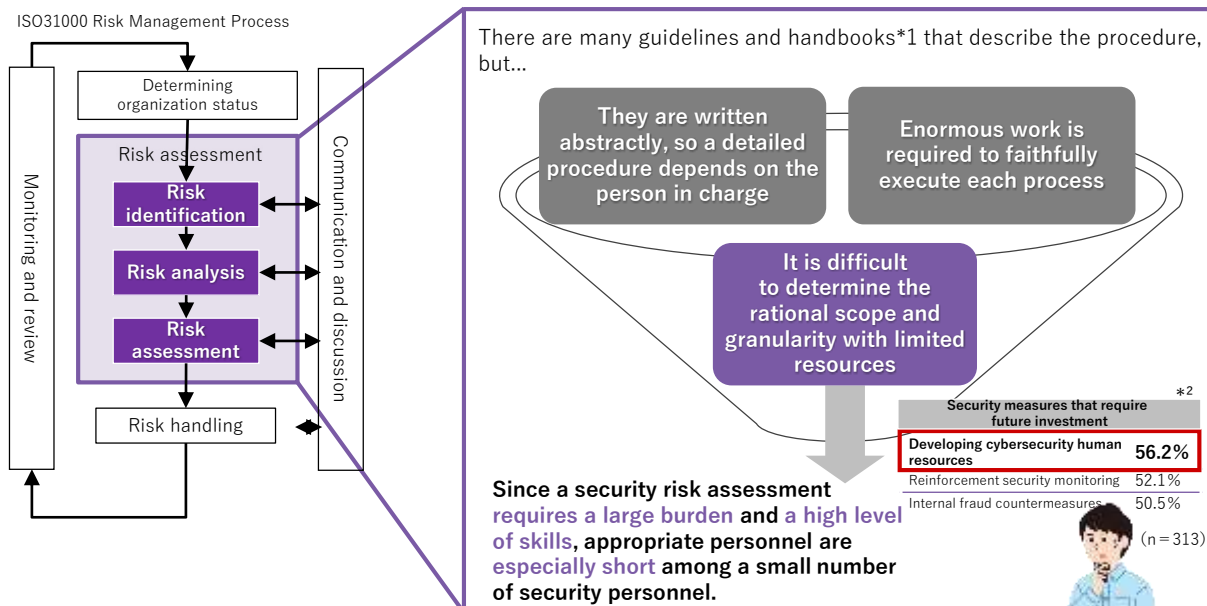 ISO31000 Risk Management Process
Monitoring and review
Determining
organization status
Risk assessment
Risk
identification
Risk analysis
Risk
assessment
Risk handling
Communication and discussion
There are many guidelines and handbooks*1 that describe the procedure,
but...
They are written
abstractly, so a detailed
procedure depends on the
person in charge
Enormous work is
required to faithfully
execute each process
It is difficult
to determine the
rational scope and
granularity with limited
resources
*2
Security measures that require
future investment
Developing cybersecurity human
resources 56.2%
Reinforcement security monitoring 52.1%
Internal fraud countermeasures 50.5%
(n=313)
Since a security risk assessment
requires a large burden and a high level
of skills, appropriate personnel are
especially short among a small number
of security personnel.